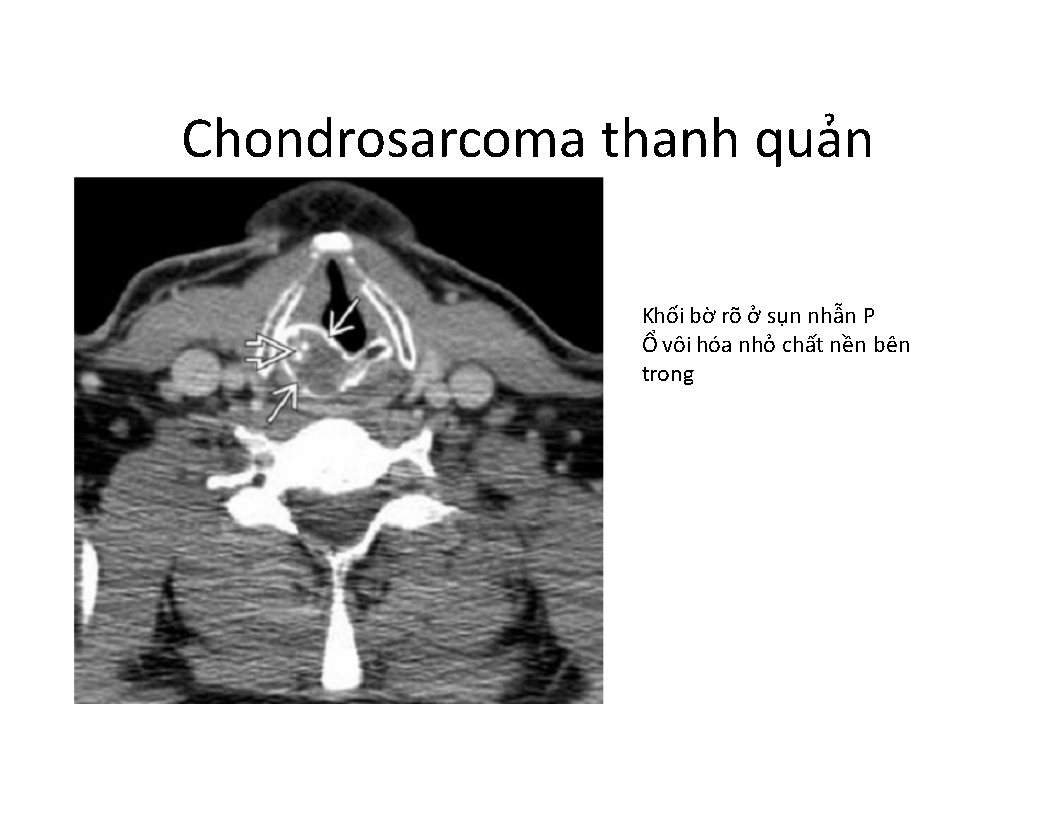 Chondrosarcoma thanh quản
Khối bờ rõ ở sụn nhẫn P
Ổ vôi hóa nhỏ chất nền bên
trong